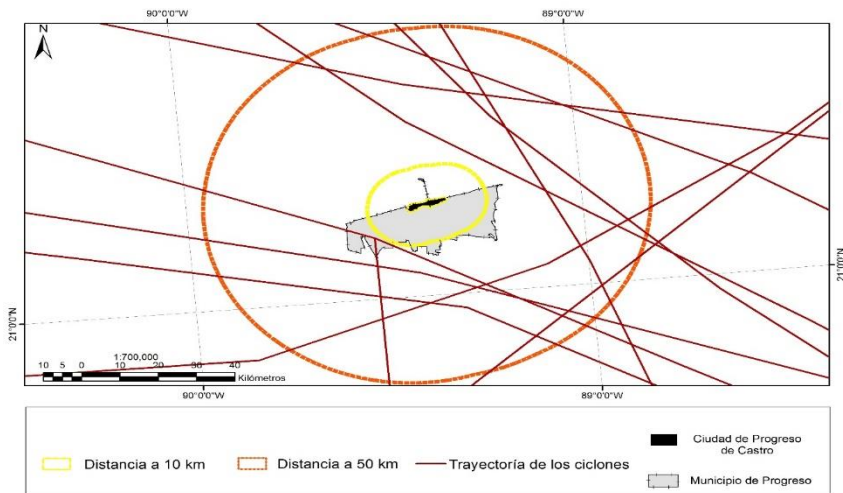 90°0'0"W
89°0'0"W
N
21°0'0"N
21°0'0"N
1:700,000
10 5 0 10 20 30 40
Kilómetros
90°0'0"W
89°0'0"W
Distancia a 10 km
Distancia a 50 km
Trayectoría de los ciclones
Ciudad de Progreso
de Castro
Municipio de Progreso